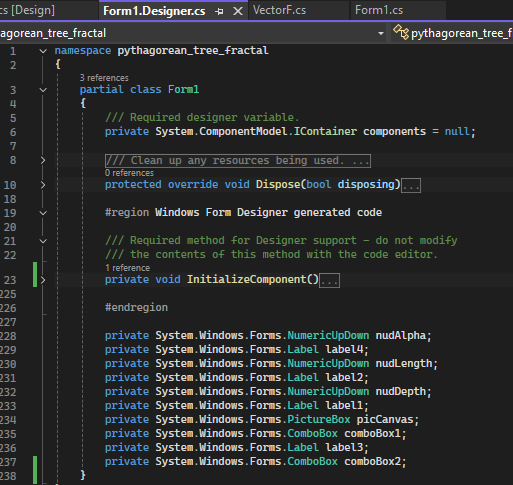 cs [Design]
Form1.Designer.cs
VectorF.cs
Form1.cs
hagorean_tree_fractal
pythagorean_tree_f
1 namespace pythagorean_tree_fractal
2 {
3 references
3 partial class Form1
4 {
5 /// Required designer variable.
6 private System.ComponentModel.IContainer components = null;
7
8 /// Clean up any resources being used. ...
0 references
10 protected override void Dispose(bool disposing)...
18
19 #region Windows Form Designer generated code
20
21 /// Required method for Designer support - do not modify
22 /// the contents of this method with the code editor.
1 reference
23 private void InitializeComponent()...
225
226 #endregion
227
228 private System.Windows.Forms.NumericUpDown nudAlpha;
229 private System.Windows.Forms.Label label4;
230 private System.Windows.Forms.NumericUpDown nudLength;
231 private System.Windows.Forms.Label label2;
232 private System.Windows.Forms.NumericUpDown nudDepth;
233 private System.Windows.Forms.Label label1;
234 private System.Windows.Forms.PictureBox picCanvas;
235 private System.Windows.Forms.ComboBox comboBox1;
236 private System.Windows.Forms.Label label3;
237 private System.Windows.Forms.ComboBox comboBox2;
238 }